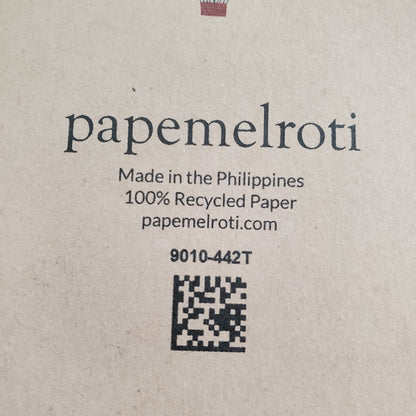 papemelroti
Made in the Philippines
100% Recycled Paper
papemelroti.com
9010-442T